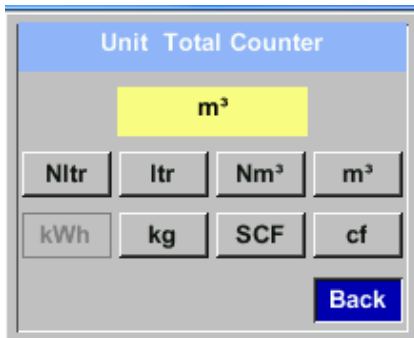 Unit Total Counter
m³
Nltr ltr Nm³ m³
kWh kg SCF cf
Back